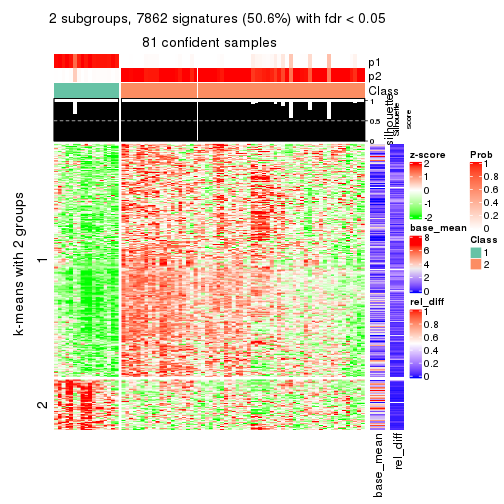 2 subgroups, 7862 signatures (50.6%) with fdr < 0.05
81 confident samples
p1
p2
Class
1
0.5
0
silhouette
Silhouette
score
k-means with 2 groups
1
2
base_mean
rel_diff
z-score
2
1
0
-1
-2
base_mean
8
6
4
2
0
rel_diff
1
0.8
0.6
0.4
0.2
0
Prob
1
0.8
0.6
0.4
0.2
0
Class
1
2